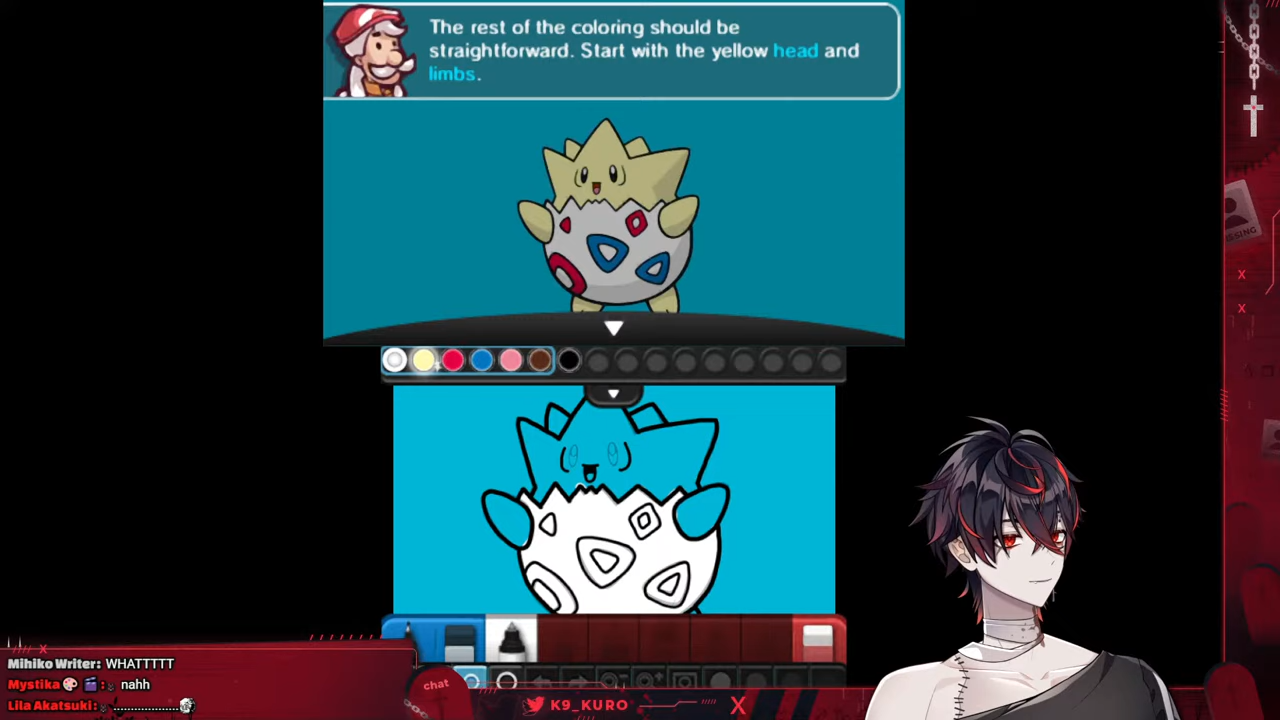 The rest of the coloring should be
straightforward. Start with the yellow head and
limbs.
Mihiko Writer: WHATTTTT
Mystika🎨 🎬: nahh
Lila Akatsuki: ....................
chat
K9_KURO